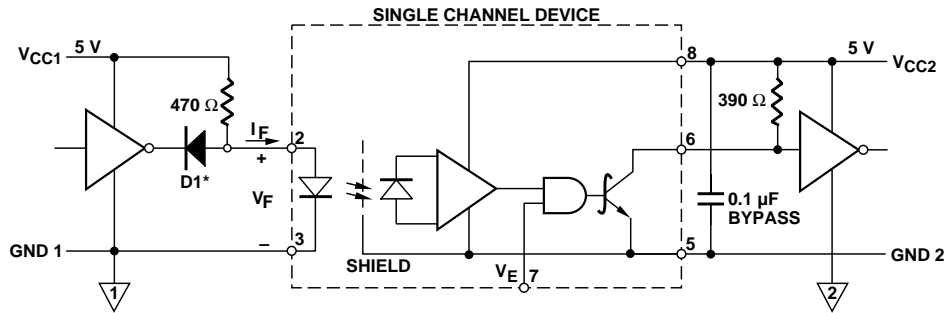 SINGLE CHANNEL DEVICE
VCC1 5 V
8
5 V
VCC2
470 Ω
390 Ω
IF
2
6
+
D1*
VF
0.1 µF
BYPASS
GND 1
–
3
SHIELD
5
GND 2
VE 7
1
2